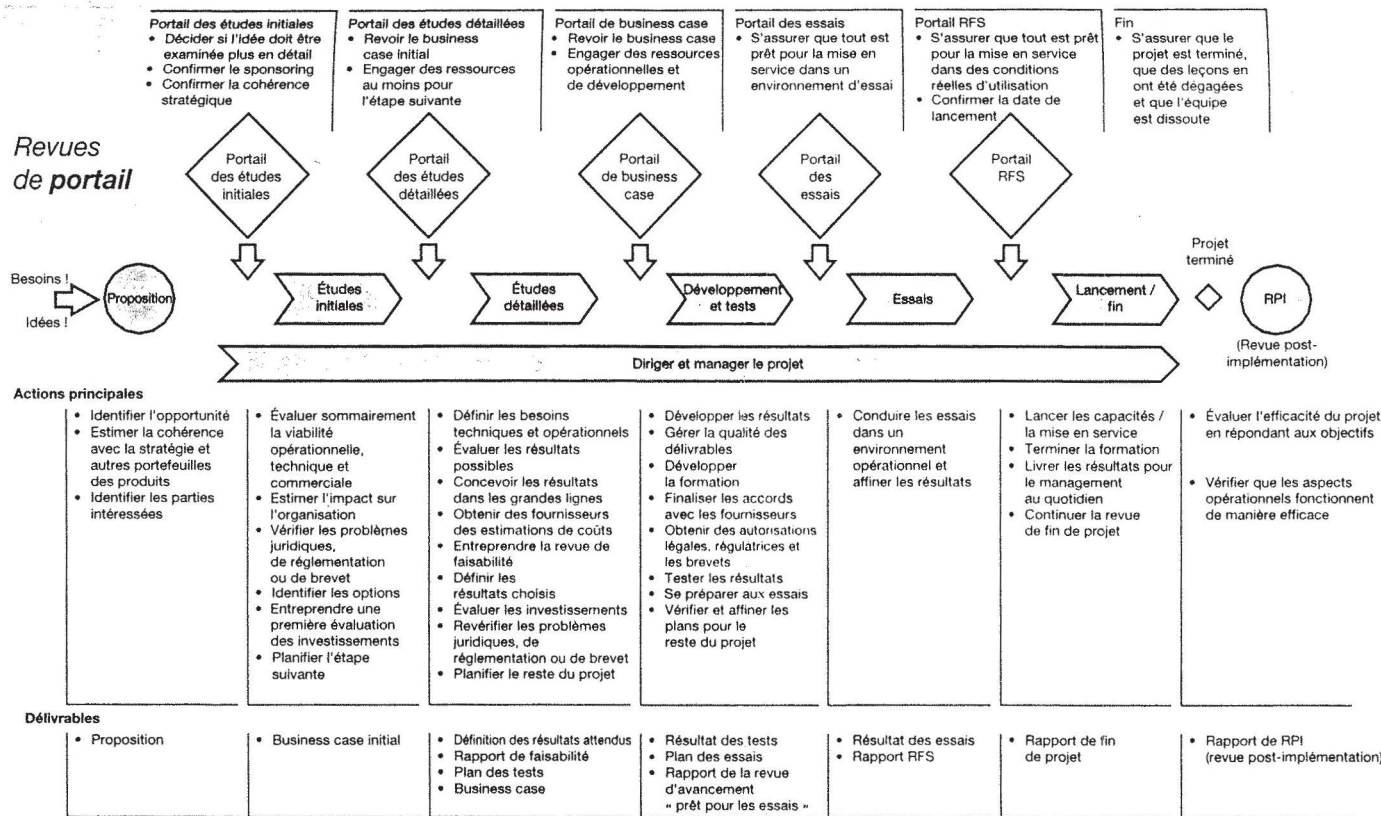 Portail des études initiales
• Décider si l'idée doit être
examinée plus en détail
• Confirmer le sponsoring
• Confirmer la cohérence
stratégique
Portail des études détaillées
• Revoir le business
case initial
• Engager des ressources
au moins pour
l'étape suivante
Portail de business case
• Revoir le business case
• Engager des ressources
opérationnelles et
de développement
Portail des essais
• S'assurer que tout est
prêt pour la mise en
service dans un
environnement d'essai
Portail RFS
• S'assurer que tout est prêt
pour la mise en service
dans des conditions
réelles d'utilisation
• Confirmer la date de
lancement
Fin
• S'assurer que le
projet est terminé,
que des leçons en
ont été dégagées
et que l'équipe
est dissoute
Revues
de portail
Portail
des études
initiales
Portail
des études
détaillées
Portail
de business
case
Portail
des
essais
Portail
RFS
Besoins !
Idées !
Proposition
Études
initiales
Études
détaillées
Développement
et tests
Essais
Lancement /
fin
Projet
terminé
RPI
(Revue post-
implémentation)
Diriger et manager le projet
Actions principales
• Identifier l'opportunité
• Estimer la cohérence
avec la stratégie et
autres portefeuilles
des produits
• Identifier les parties
intéressées
• Évaluer sommairement
la viabilité
opérationnelle,
technique et
commerciale
• Estimer l'impact sur
l'organisation
• Vérifier les problèmes
juridiques,
de réglementation
ou de brevet
• Identifier les options
• Entreprendre une
première évaluation
des investissements
• Planifier l'étape
suivante
• Définir les besoins
techniques et opérationnels
• Évaluer les résultats
possibles
• Concevoir les résultats
dans les grandes lignes
• Obtenir des fournisseurs
des estimations de coûts
• Entreprendre la revue de
faisabilité
• Définir les
résultats choisis
• Évaluer les investissements
• Revérifier les problèmes
juridiques, de
réglementation ou de brevet
• Planifier le reste du projet
• Développer les résultats
• Gérer la qualité des
délivrables
• Développer
la formation
• Finaliser les accords
avec les fournisseurs
• Obtenir des autorisations
légales, régulatrices et
les brevets
• Tester les résultats
• Se préparer aux essais
• Vérifier et affiner les
plans pour le
reste du projet
• Conduire les essais
dans un
environnement
opérationnel et
affiner les résultats
• Lancer les capacités /
la mise en service
• Terminer la formation
• Livrer les résultats pour
le management
au quotidien
• Continuer la revue
de fin de projet
• Évaluer l'efficacité du projet
en répondant aux objectifs
• Vérifier que les aspects
opérationnels fonctionnent
de manière efficace
Délivrables
• Proposition
• Business case initial
• Définition des résultats attendus
• Rapport de faisabilité
• Plan des tests
• Business case
• Résultat des tests
• Plan des essais
• Rapport de la revue
d'avancement
« prêt pour les essais »
• Résultat des essais
• Rapport RFS
• Rapport de fin
de projet
• Rapport de RPI
(revue post-implémentation)